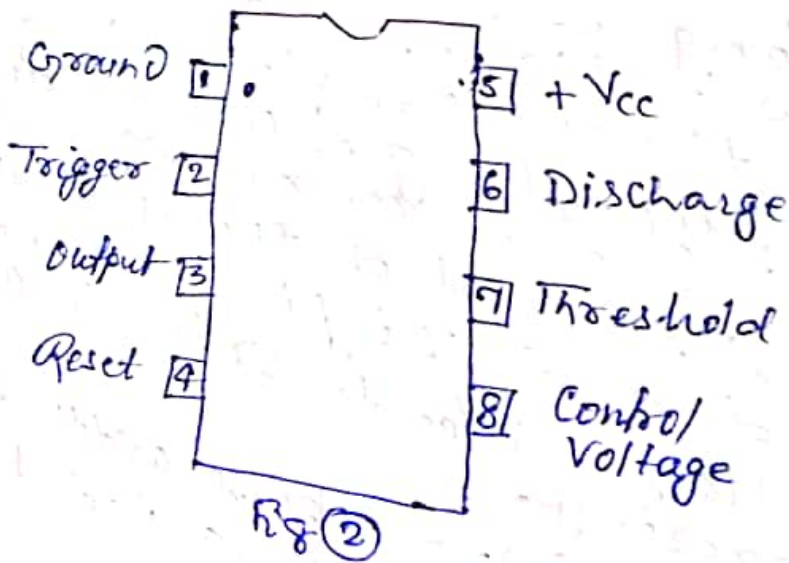 Ground 1 5 +Vcc
Trigger 2 6 Discharge
Output 3 7 Threshold
Reset 4 8 Control
Voltage
Fig 2